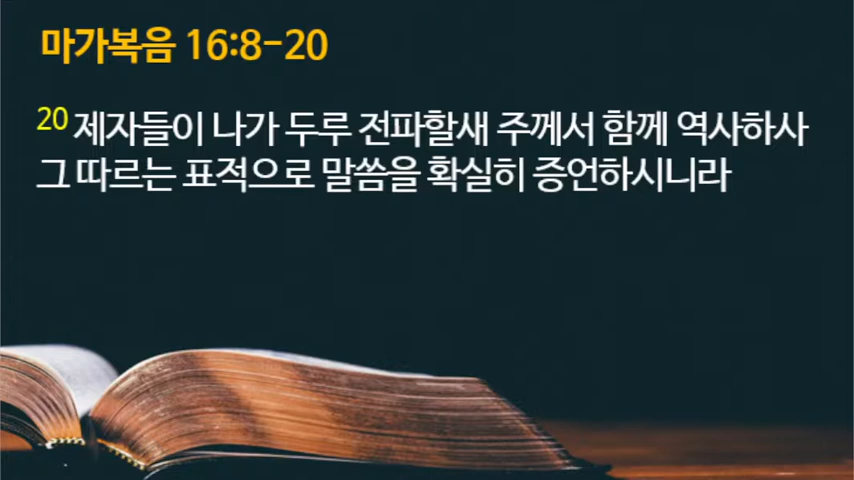 마가복음 16:8-20
20 제자들이 나가 두루 전파할새 주께서 함께 역사하사
그 따르는 표적으로 말씀을 확실히 증언하시니라